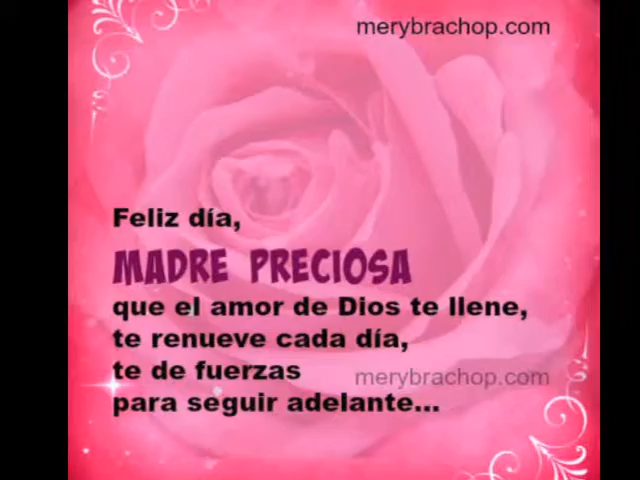 merybrachop.com
Feliz día,
MADRE PRECIOSA
que el amor de Dios te llene,
te renueve cada día,
te de fuerzas
merybrachop.com
para seguir adelante...